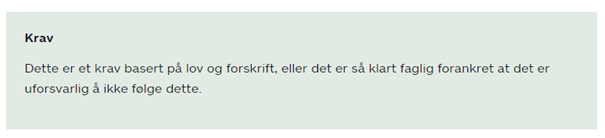 Krav
Dette er et krav basert på lov og forskrift, eller det er så klart faglig forankret at det er
uforsvarlig å ikke følge dette.